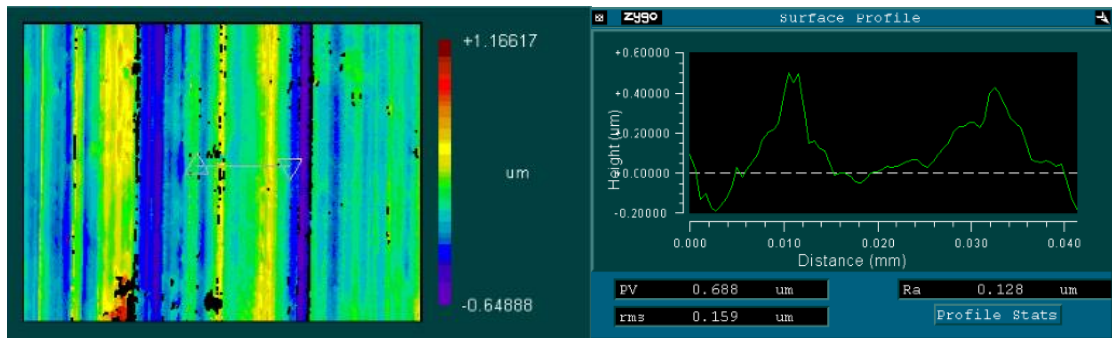 +1.16617
um
-0.64888
zygo
Surface Profile
+0.60000
+0.40000
+0.20000
+0.00000
-0.20000
Height (um)
0.000 0.010 0.020 0.030 0.040
Distance (mm)
PV 0.688 um
Ra 0.128 um
rms 0.159 um
Profile Stats